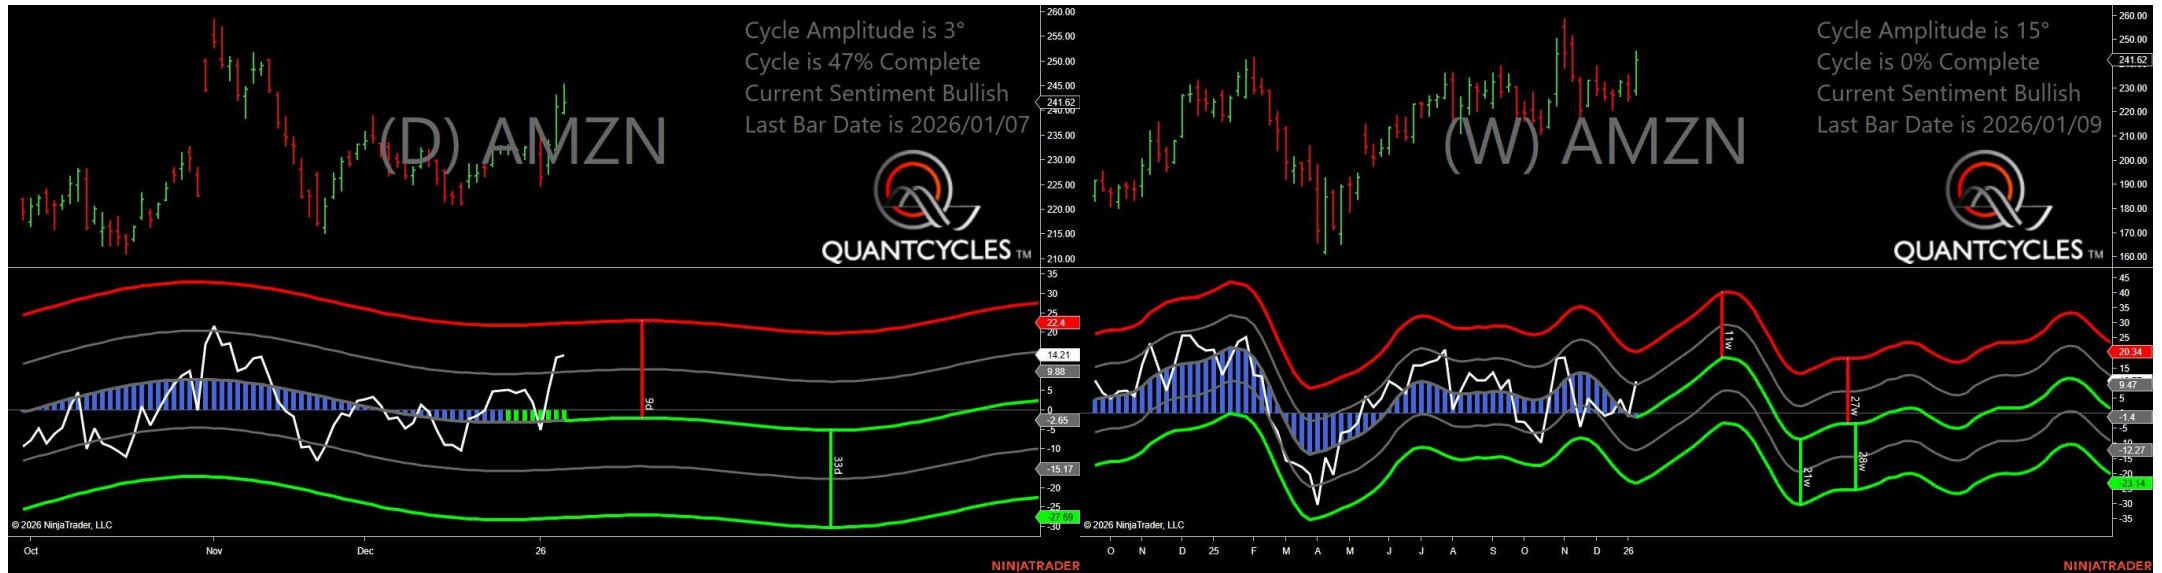 Cycle Amplitude is 3°
Cycle is 47% Complete
Current Sentiment Bullish
Last Bar Date is 2026/01/07
(D) AMZN
QUANTCYCLES TM
260.00
255.00
250.00
245.00
241.62
240.00
235.00
230.00
225.00
220.00
215.00
210.00
35
30
25
22.4
20
14.21
9.88
5
0
-2.65
-5
-10
-15.17
-20
-25
-27.69
-30
9d
33d
© 2026 NinjaTrader, LLC
Oct Nov Dec 26
NINJATRADER
Cycle Amplitude is 15°
Cycle is 0% Complete
Current Sentiment Bullish
Last Bar Date is 2026/01/09
(W) AMZN
QUANTCYCLES TM
260.00
250.00
241.62
230.00
220.00
210.00
200.00
190.00
180.00
170.00
160.00
45
40
35
30
25
20.34
15
9.47
5
-1.4
-5
-12.27
-15
-20
-23.14
-30
-35
11w
27w
21w
28w
© 2026 NinjaTrader, LLC
O N D 25 F M A M J J A S O N D 26
NINJATRADER